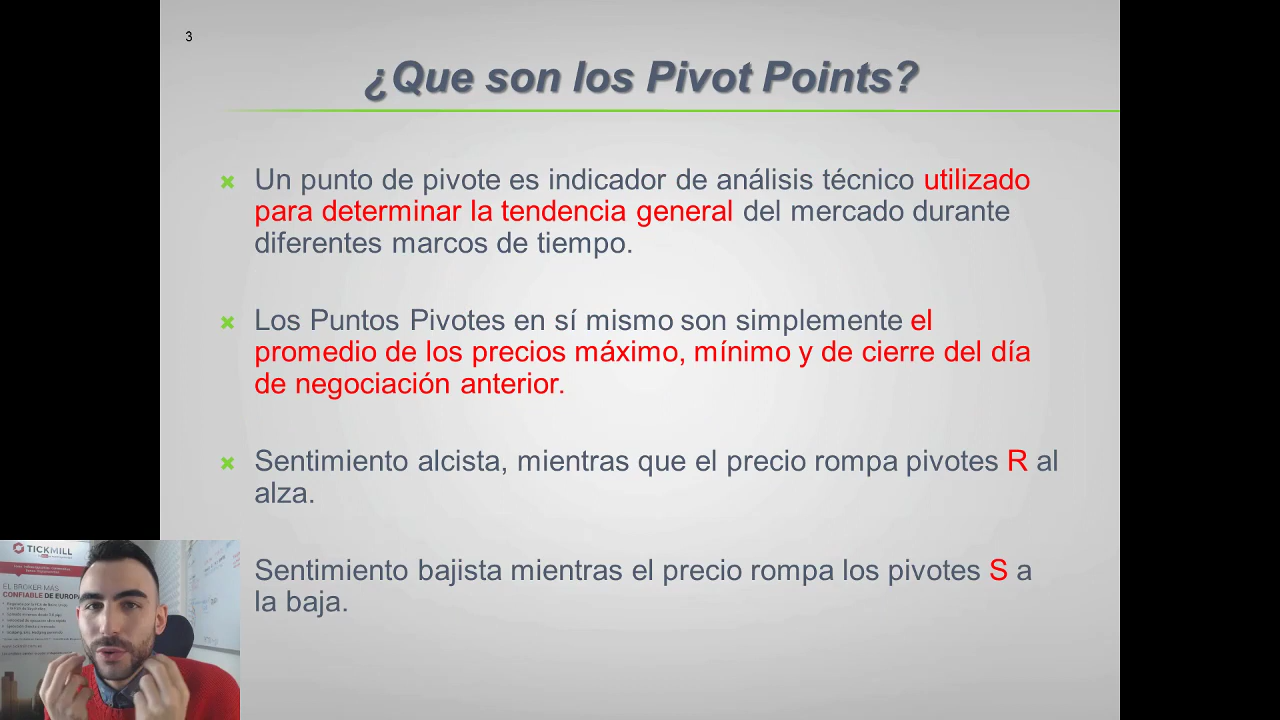 3
¿Que son los Pivot Points?
Un punto de pivote es indicador de análisis técnico utilizado
para determinar la tendencia general del mercado durante
diferentes marcos de tiempo.
Los Puntos Pivotes en sí mismo son simplemente el
promedio de los precios máximo, mínimo y de cierre del día
de negociación anterior.
Sentimiento alcista, mientras que el precio rompa pivotes R al
alza.
Sentimiento bajista mientras el precio rompa los pivotes S a
la baja.
TICKMILL
EL BRÓKER MÁS
CONFIABLE DE EUROPA